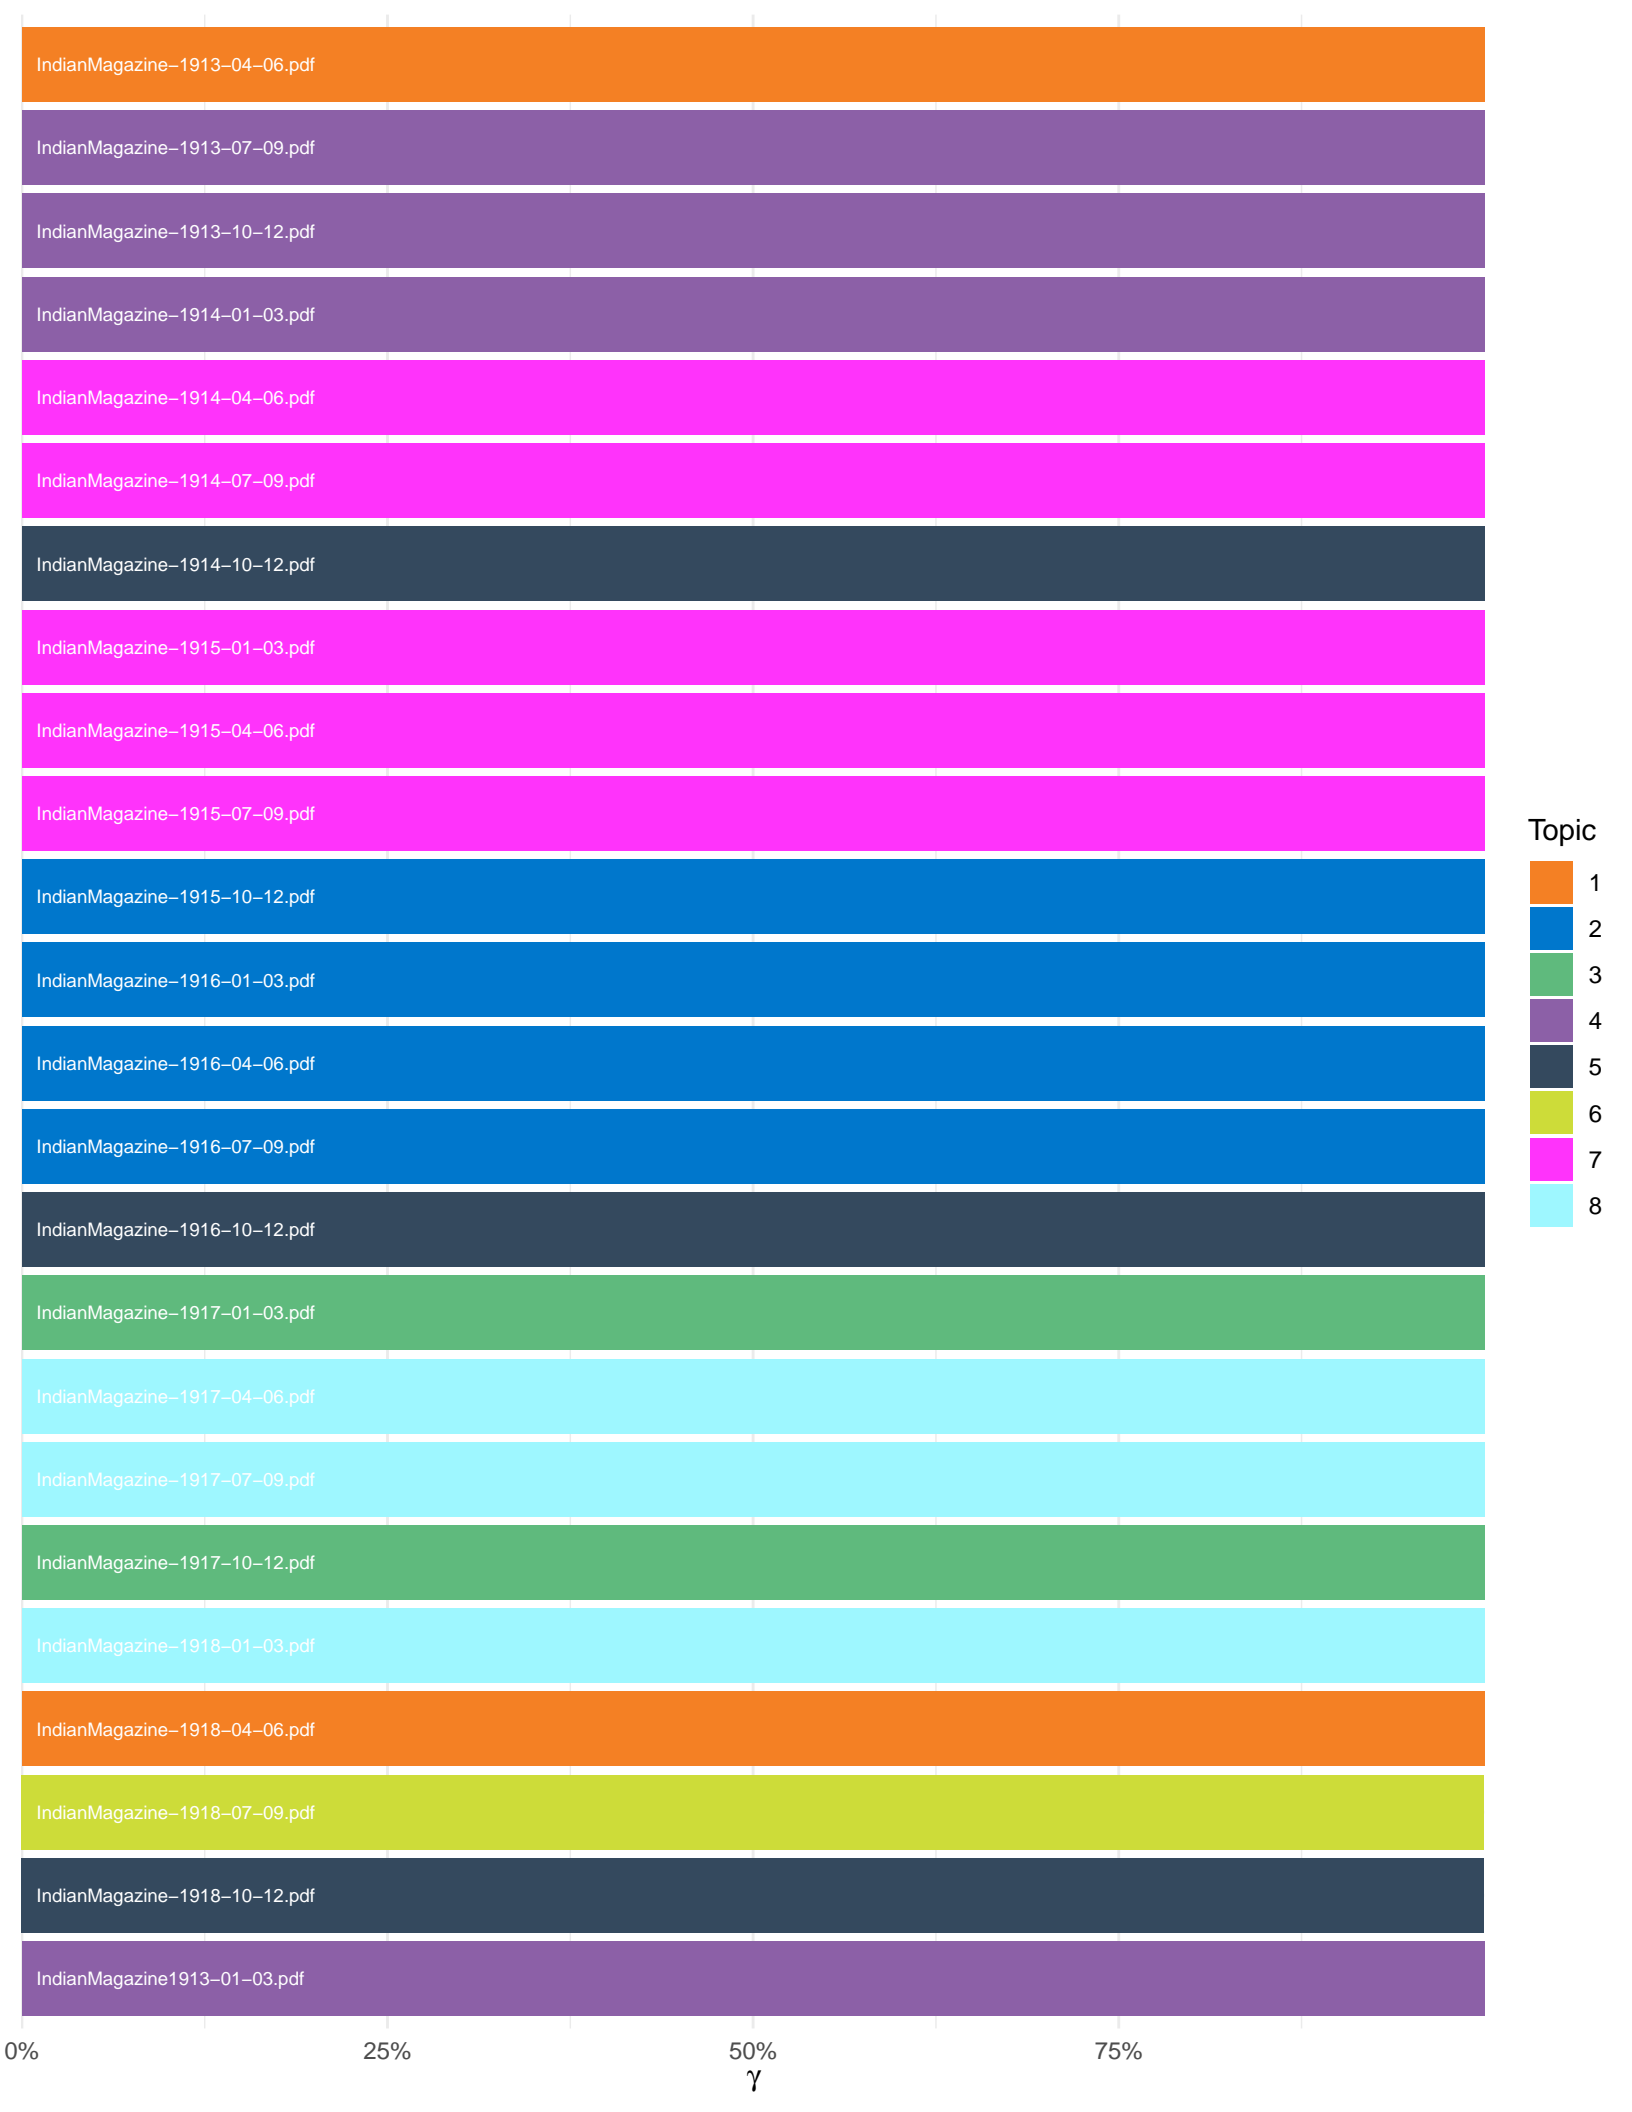 IndianMagazine−1913−04−06.pdf
IndianMagazine−1913−07−09.pdf
IndianMagazine−1913−10−12.pdf
IndianMagazine−1914−01−03.pdf
IndianMagazine−1914−04−06.pdf
IndianMagazine−1914−07−09.pdf
IndianMagazine−1914−10−12.pdf
IndianMagazine−1915−01−03.pdf
IndianMagazine−1915−04−06.pdf
IndianMagazine−1915−07−09.pdf
IndianMagazine−1915−10−12.pdf
IndianMagazine−1916−01−03.pdf
IndianMagazine−1916−04−06.pdf
IndianMagazine−1916−07−09.pdf
IndianMagazine−1916−10−12.pdf
IndianMagazine−1917−01−03.pdf
IndianMagazine−1917−04−06.pdf
IndianMagazine−1917−07−09.pdf
IndianMagazine−1917−10−12.pdf
IndianMagazine−1918−01−03.pdf
IndianMagazine−1918−04−06.pdf
IndianMagazine−1918−07−09.pdf
IndianMagazine−1918−10−12.pdf
IndianMagazine1913−01−03.pdf
0% 25% 50% 75%
γ
Topic
1
2
3
4
5
6
7
8